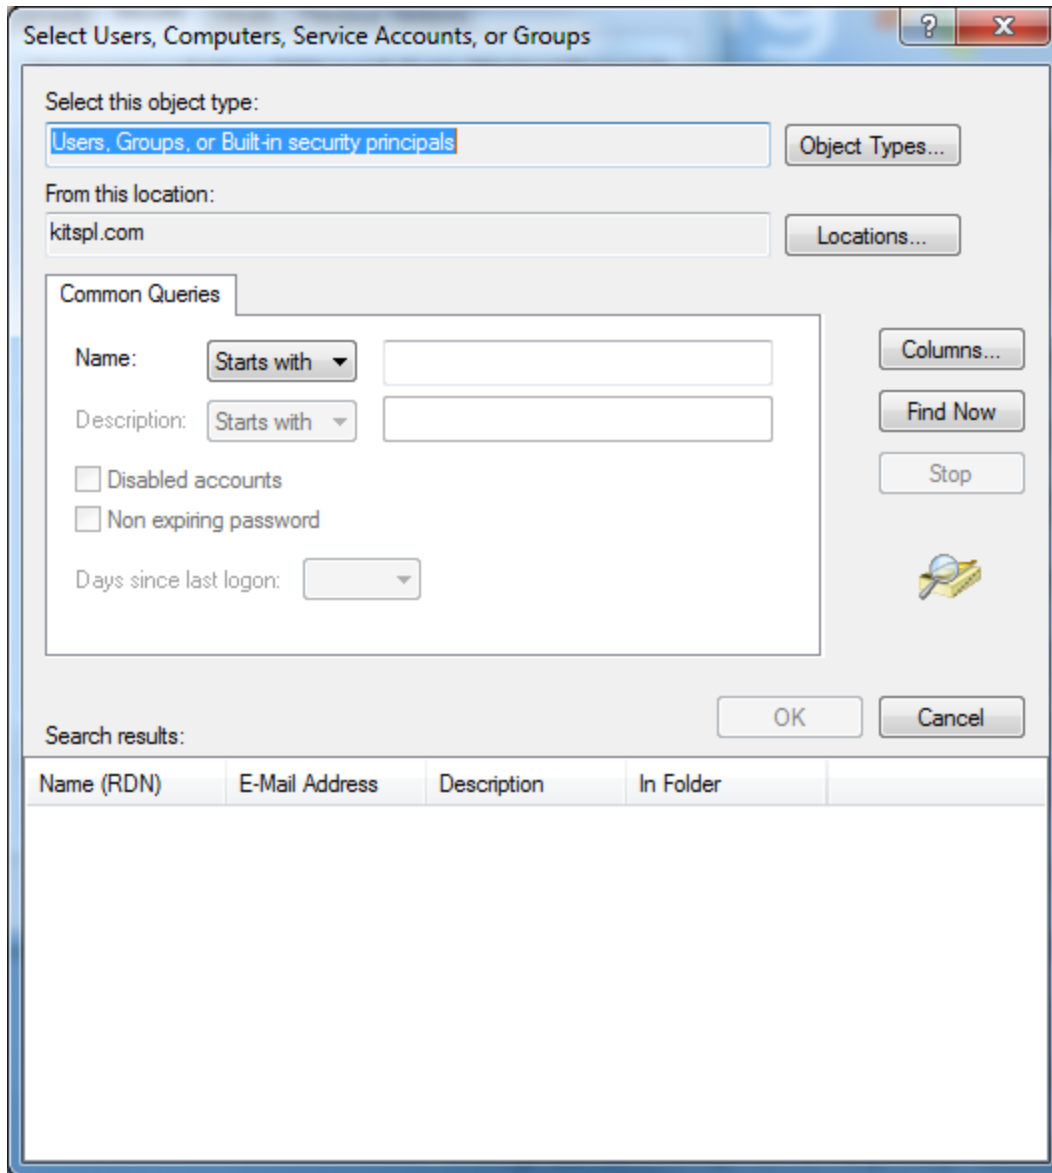 Select Users, Computers, Service Accounts, or Groups
Select this object type:
Users, Groups, or Built-in security principals
Object Types...
From this location:
kitspl.com
Locations...
Common Queries
Name:
Starts with
Columns...
Description:
Starts with
Find Now
Disabled accounts
Stop
Non expiring password
Days since last logon:
OK
Cancel
Search results:
Name (RDN) E-Mail Address Description In Folder